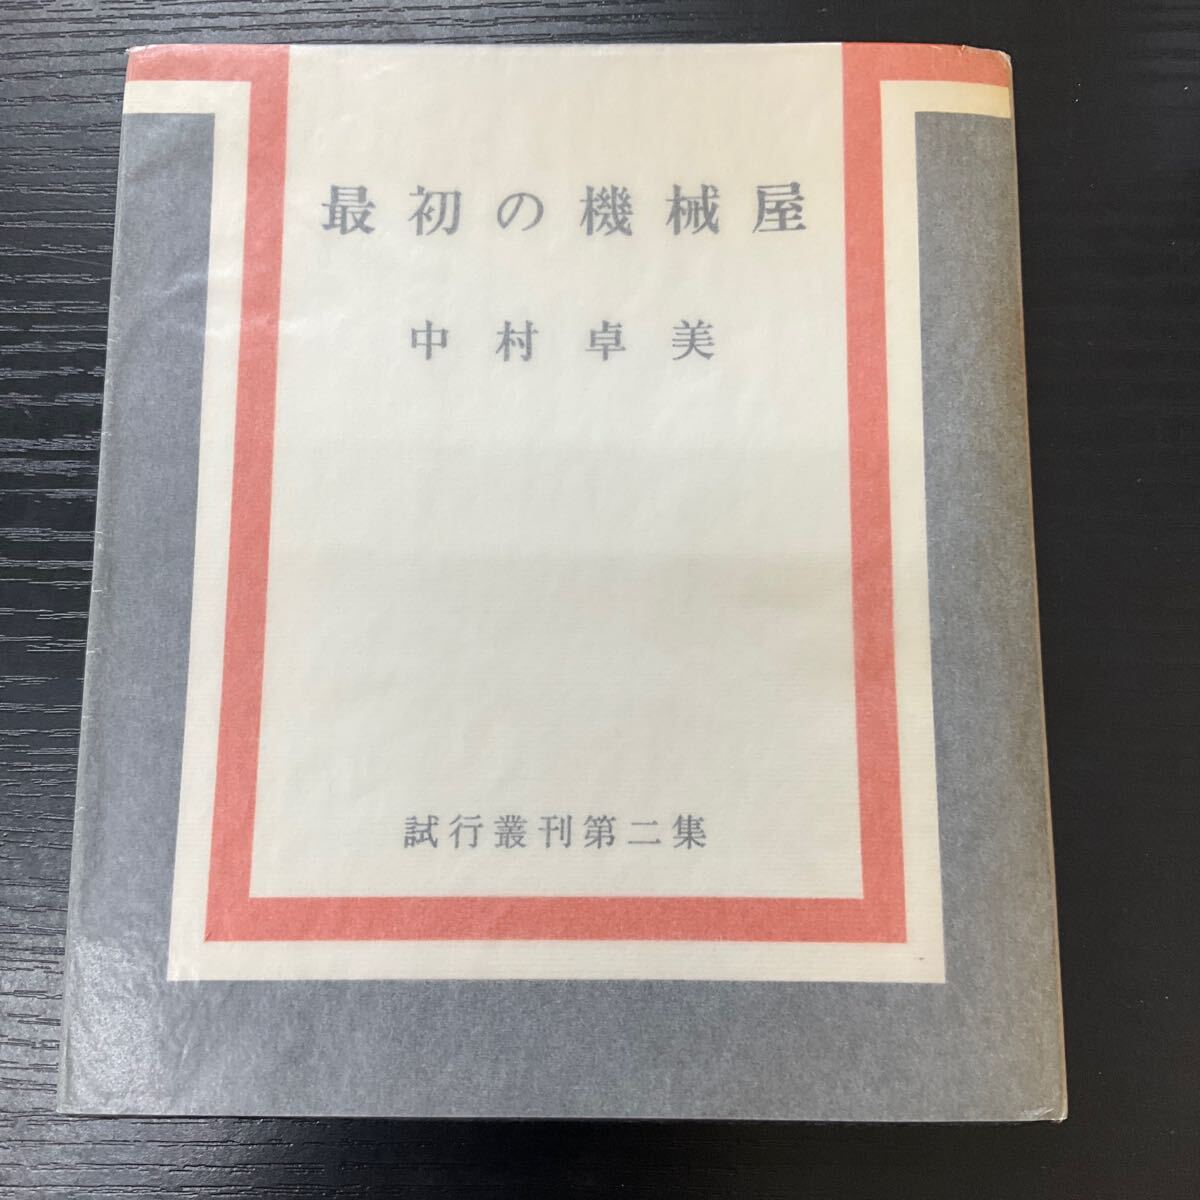 最初の機械屋
中村卓美
試行叢刊第二集